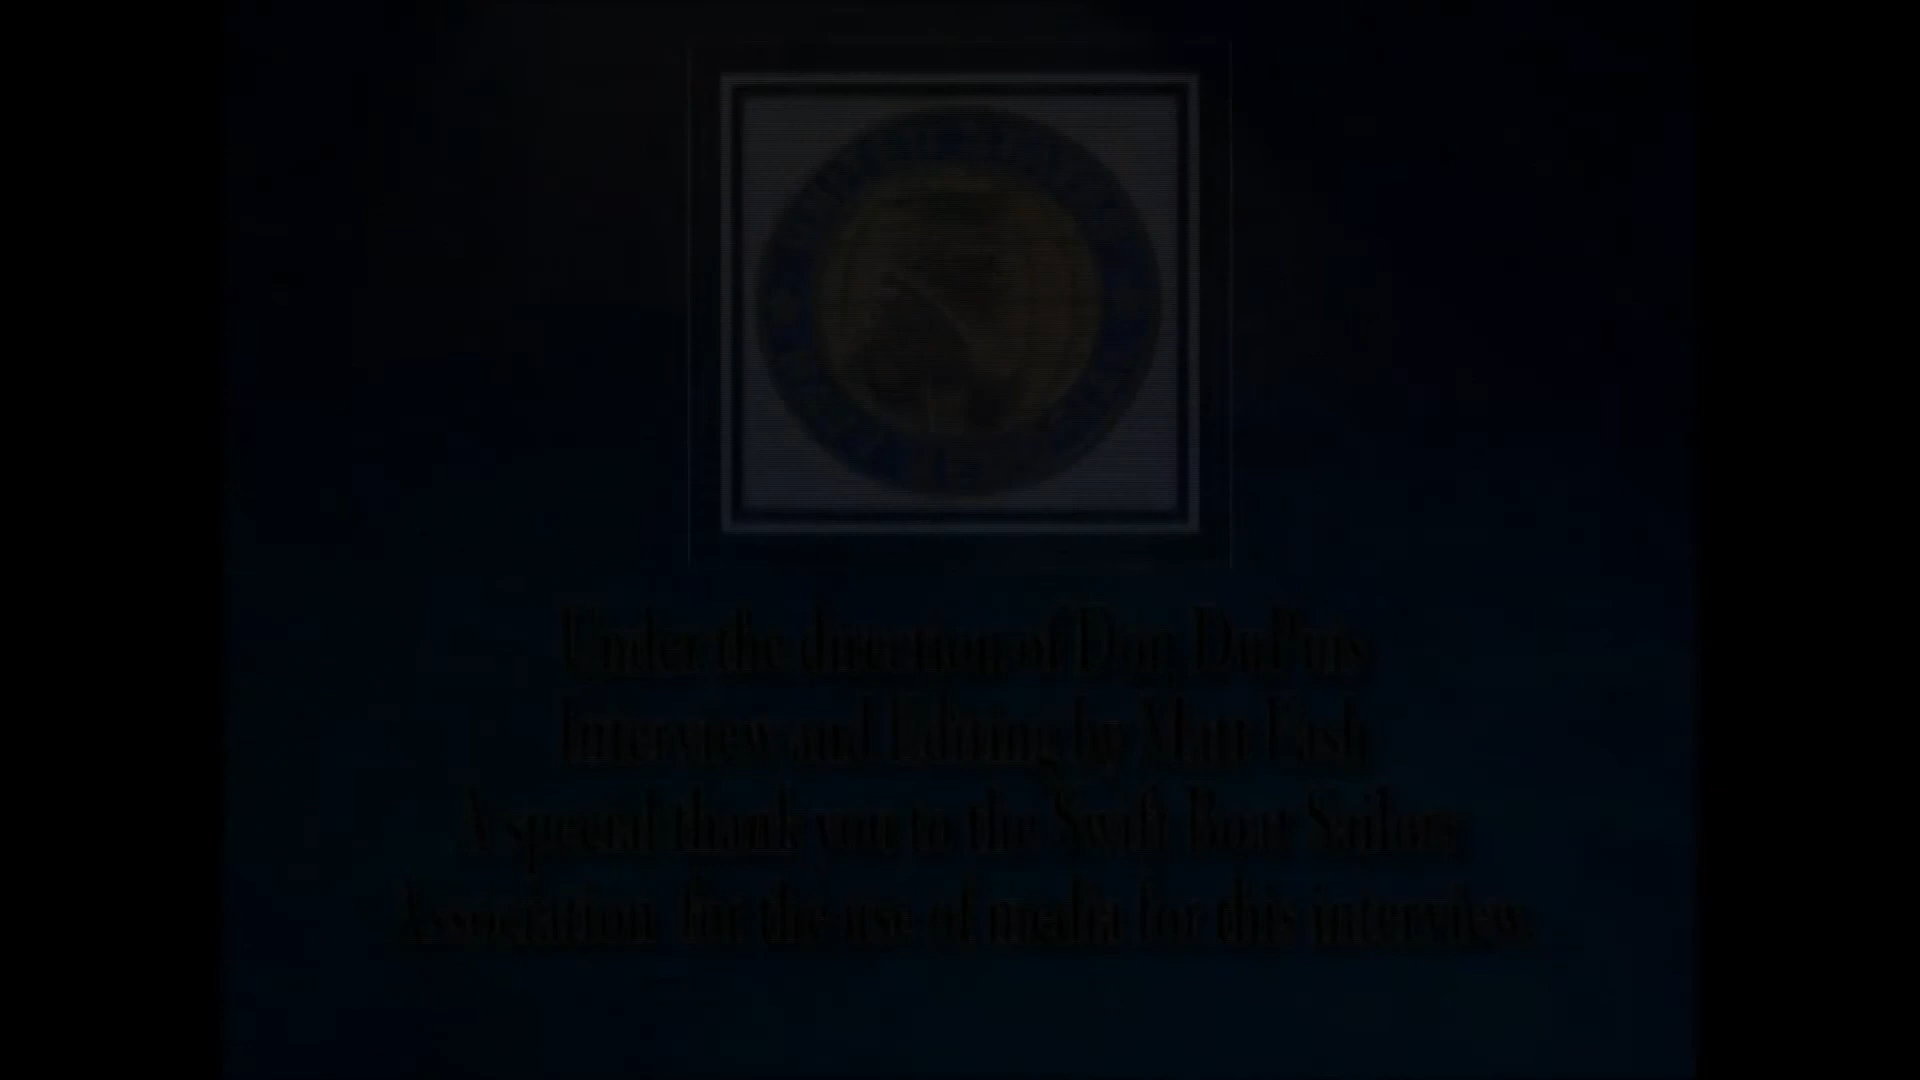 Under the direction of Don DuPuis
Interview and Editing by Matt Fash
A special thank you to the Swift Boat Sailors
Association for the use of media for this interview.